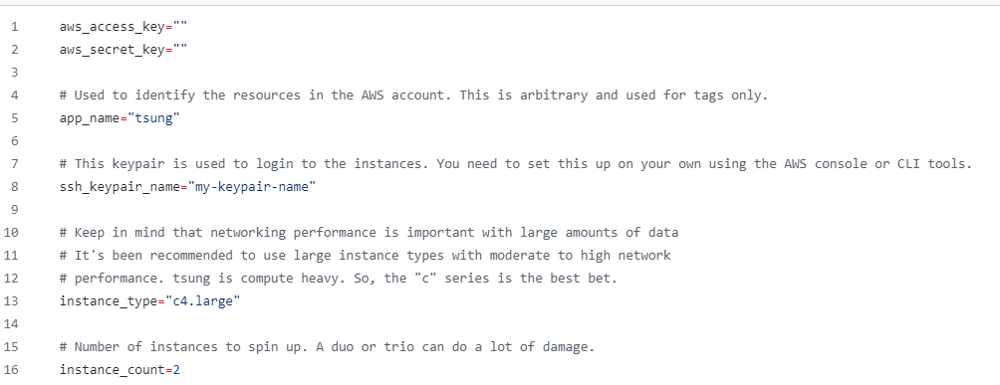 1 aws_access_key=""
2 aws_secret_key=""
3
4 # Used to identify the resources in the AWS account. This is arbitrary and used for tags only.
5 app_name="tsung"
6
7 # This keypair is used to login to the instances. You need to set this up on your own using the AWS console or CLI tools.
8 ssh_keypair_name="my-keypair-name"
9
10 # Keep in mind that networking performance is important with large amounts of data
11 # It's been recommended to use large instance types with moderate to high network
12 # performance. tsung is compute heavy. So, the "c" series is the best bet.
13 instance_type="c4.large"
14
15 # Number of instances to spin up. A duo or trio can do a lot of damage.
16 instance_count=2